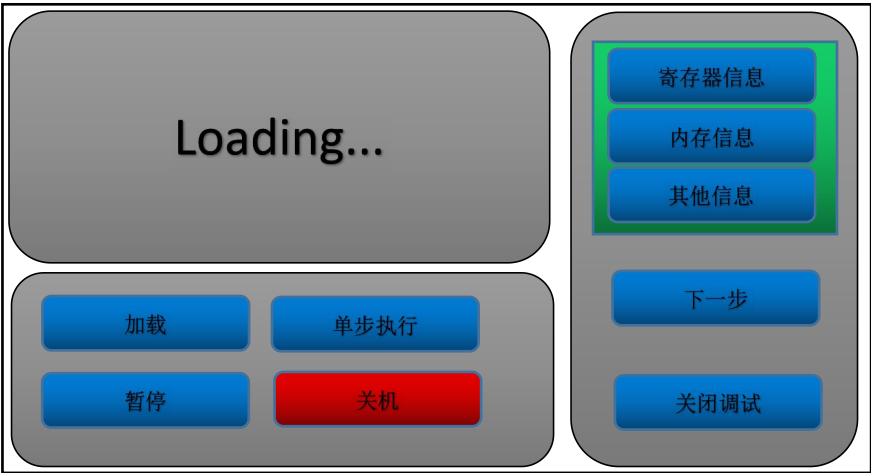 Loading...
加载
单步执行
暂停
关机
寄存器信息
内存信息
其他信息
下一步
关闭调试